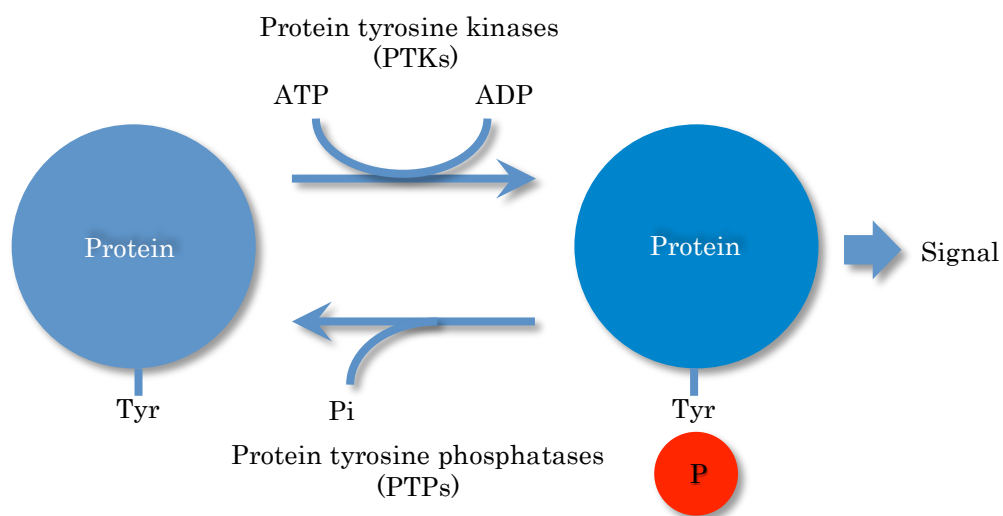 Protein tyrosine kinases
(PTKs)
ATP
ADP
Protein
Protein
Signal
Tyr
Pi
Tyr
Protein tyrosine phosphatases
(PTPs)
P